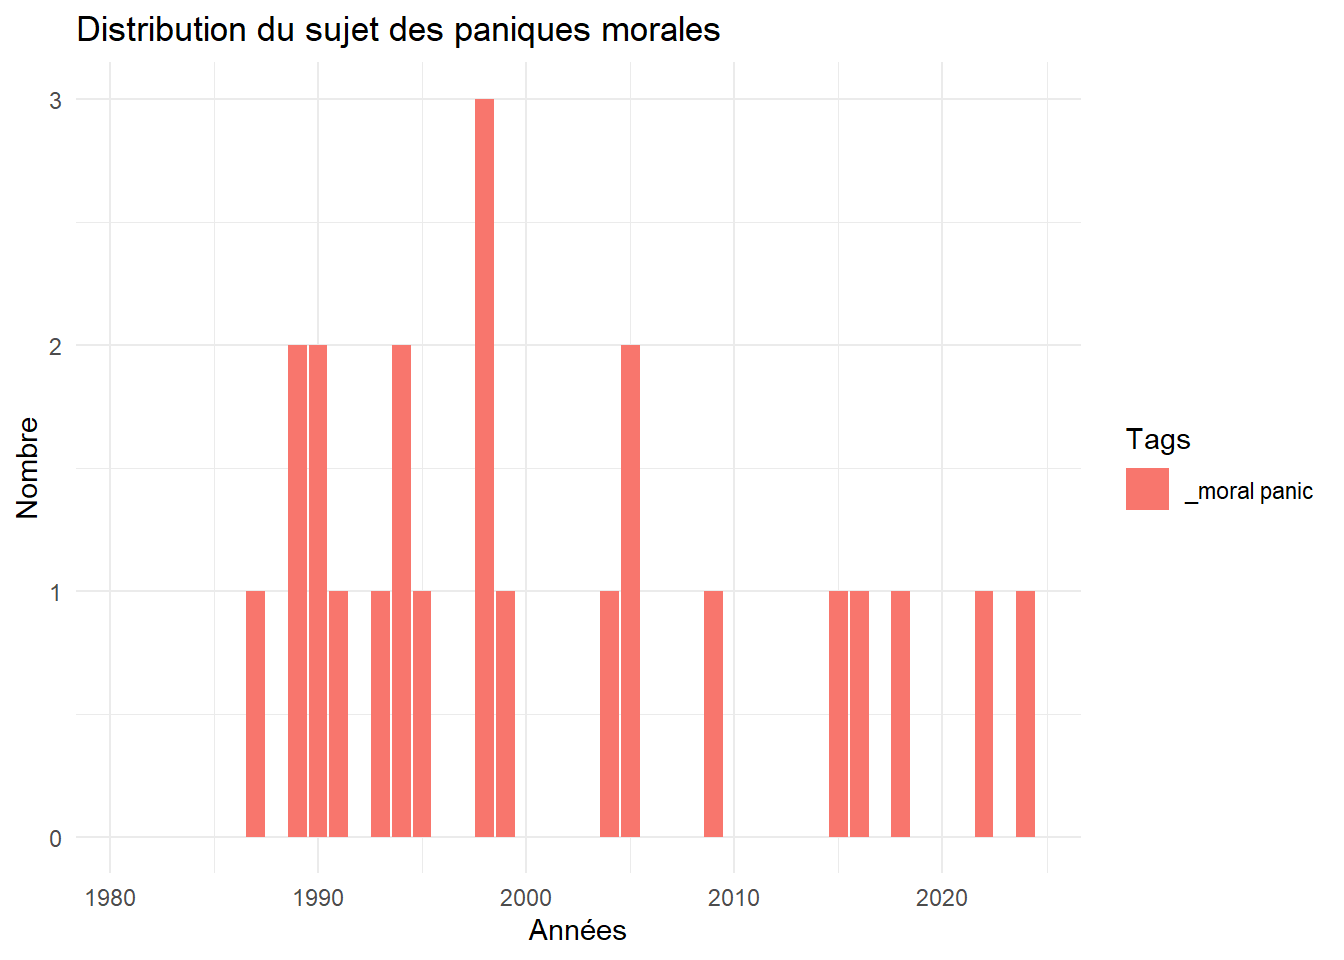 Distribution du sujet des paniques morales
3
2
1
0
Nombre
1980 1990 2000 2010 2020
Années
Tags
_moral panic